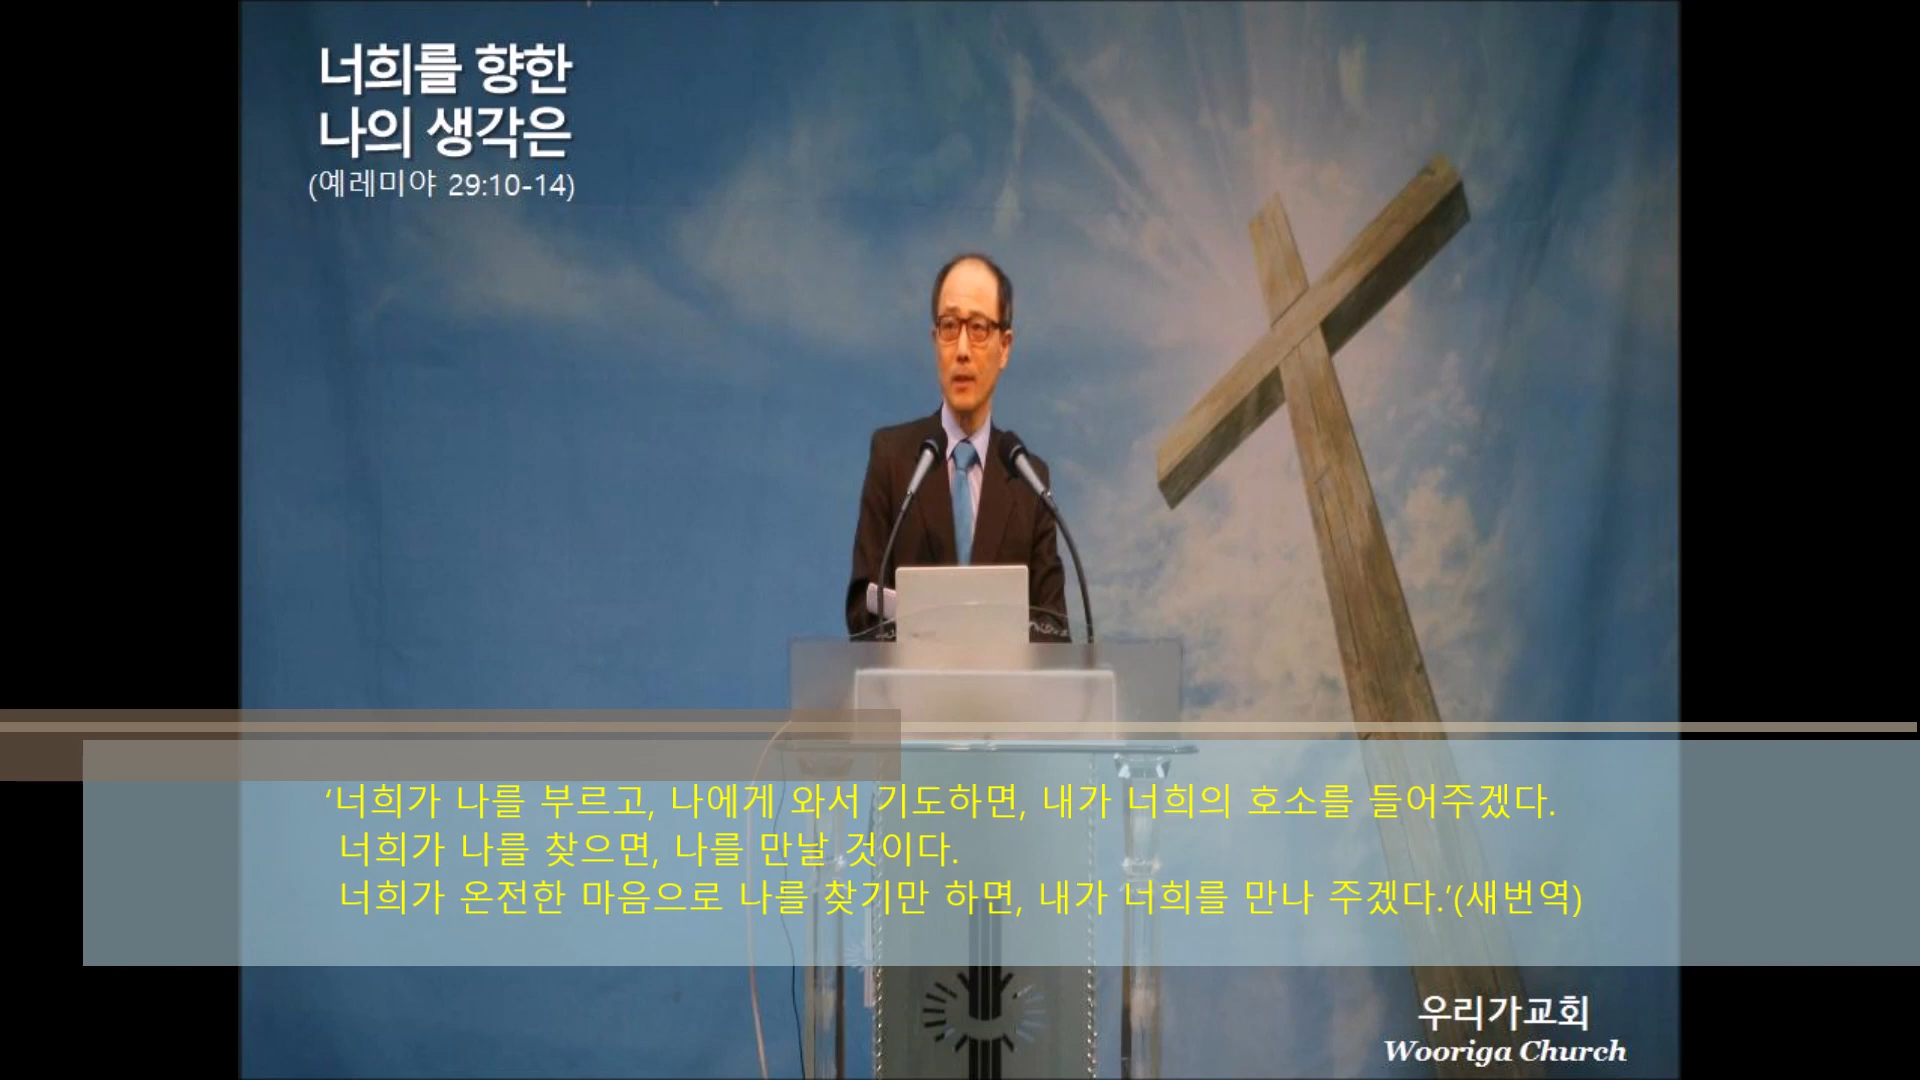 너희를 향한
나의 생각은
(예레미야 29:10-14)
‘너희가 나를 부르고, 나에게 와서 기도하면, 내가 너희의 호소를 들어주겠다.
너희가 나를 찾으면, 나를 만날 것이다.
너희가 온전한 마음으로 나를 찾기만 하면, 내가 너희를 만나 주겠다.’(새번역)
우리가교회
Wooriga Church